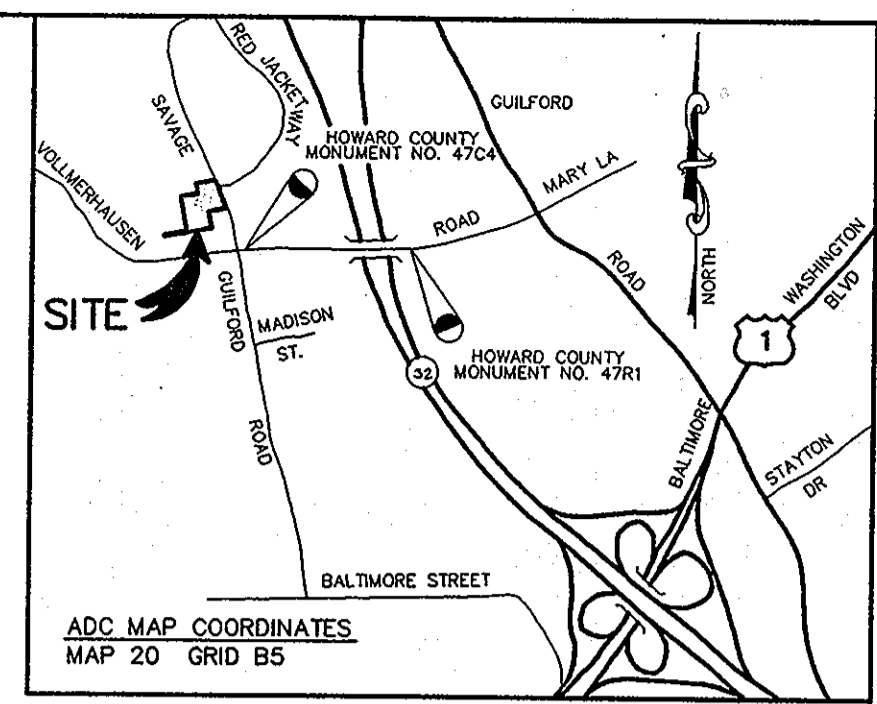 RED JACKET WAY
SAVAGE
GUILFORD
HOWARD COUNTY
MONUMENT NO. 47C4
MARY LA
VOLLMERHAUSEN
ROAD
ROAD
NORTH
WASHINGTON
BLVD
SITE
GUILFORD
MADISON
ST.
1
HOWARD COUNTY
MONUMENT NO. 47R1
32
ROAD
BALTIMORE
STAYTON
DR
BALTIMORE STREET
ADC MAP COORDINATES
MAP 20 GRID B5